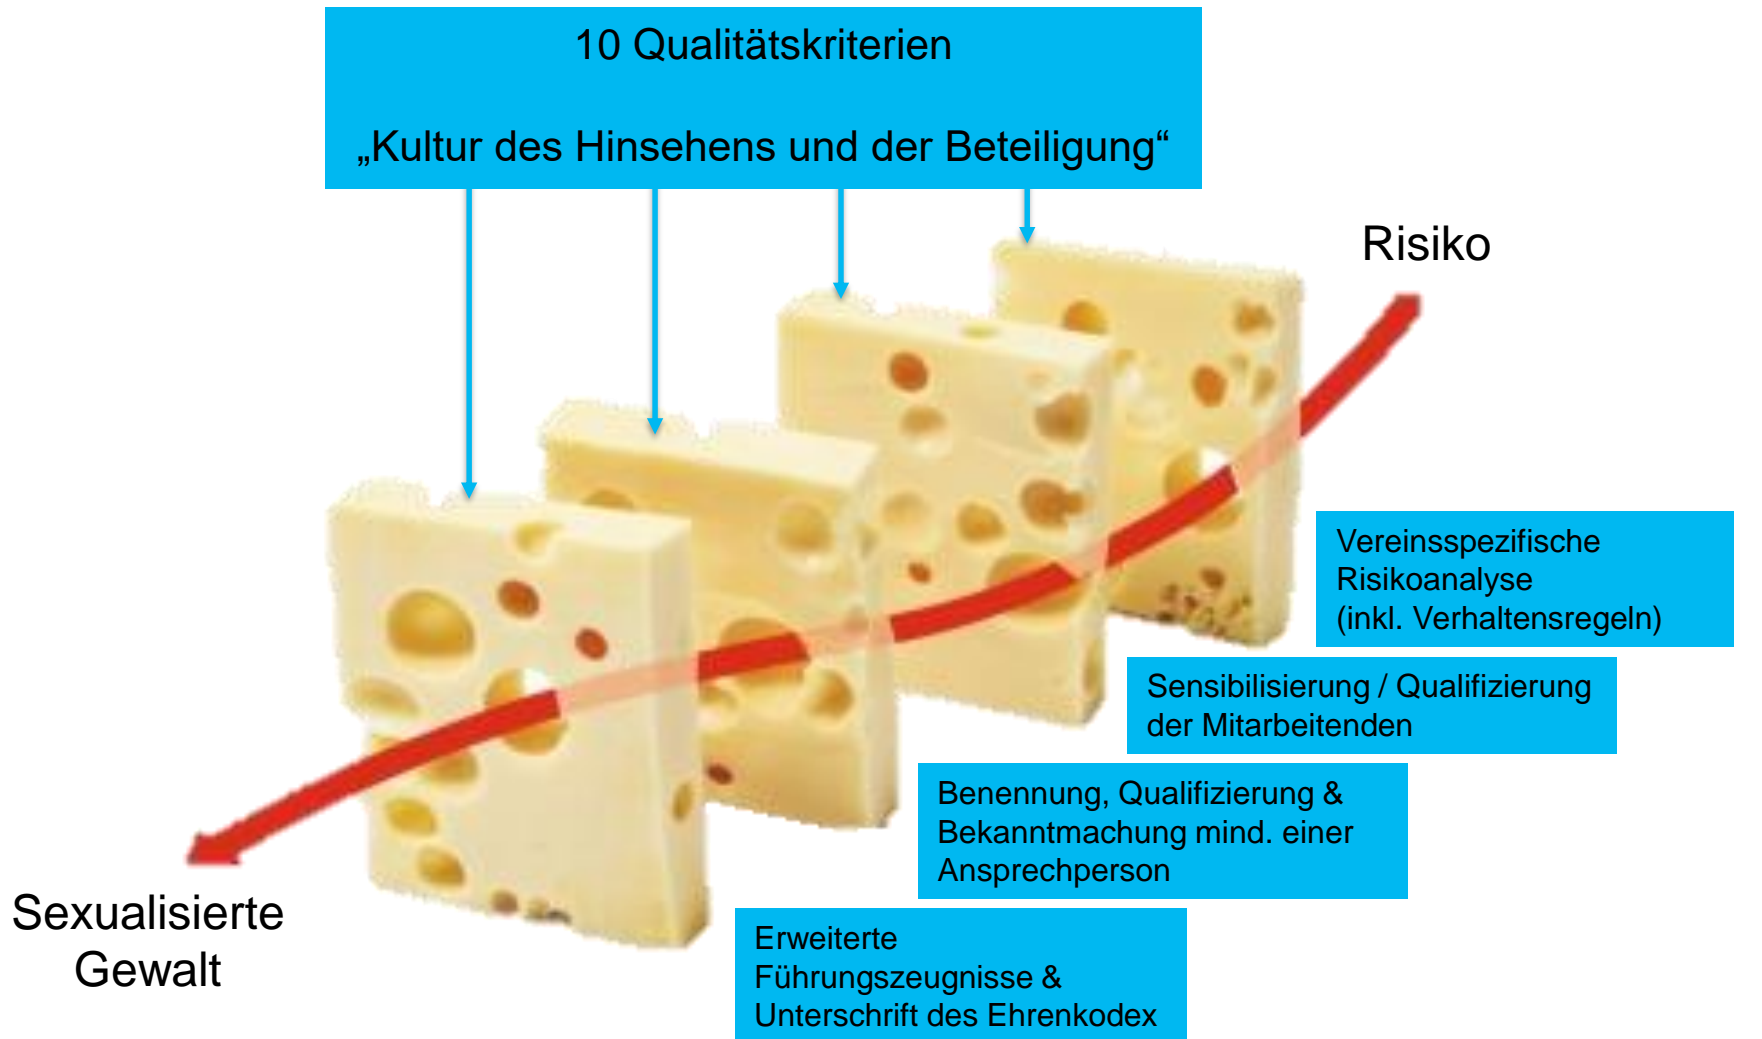 10 Qualitätskriterien
„Kultur des Hinsehens und der Beteiligung“
Risiko
Vereinsspezifische
Risikoanalyse
(inkl. Verhaltensregeln)
Sensibilisierung / Qualifizierung
der Mitarbeitenden
Benennung, Qualifizierung &
Bekanntmachung mind. einer
Ansprechperson
Sexualisierte
Gewalt
Erweiterte
Führungszeugnisse &
Unterschrift des Ehrenkodex